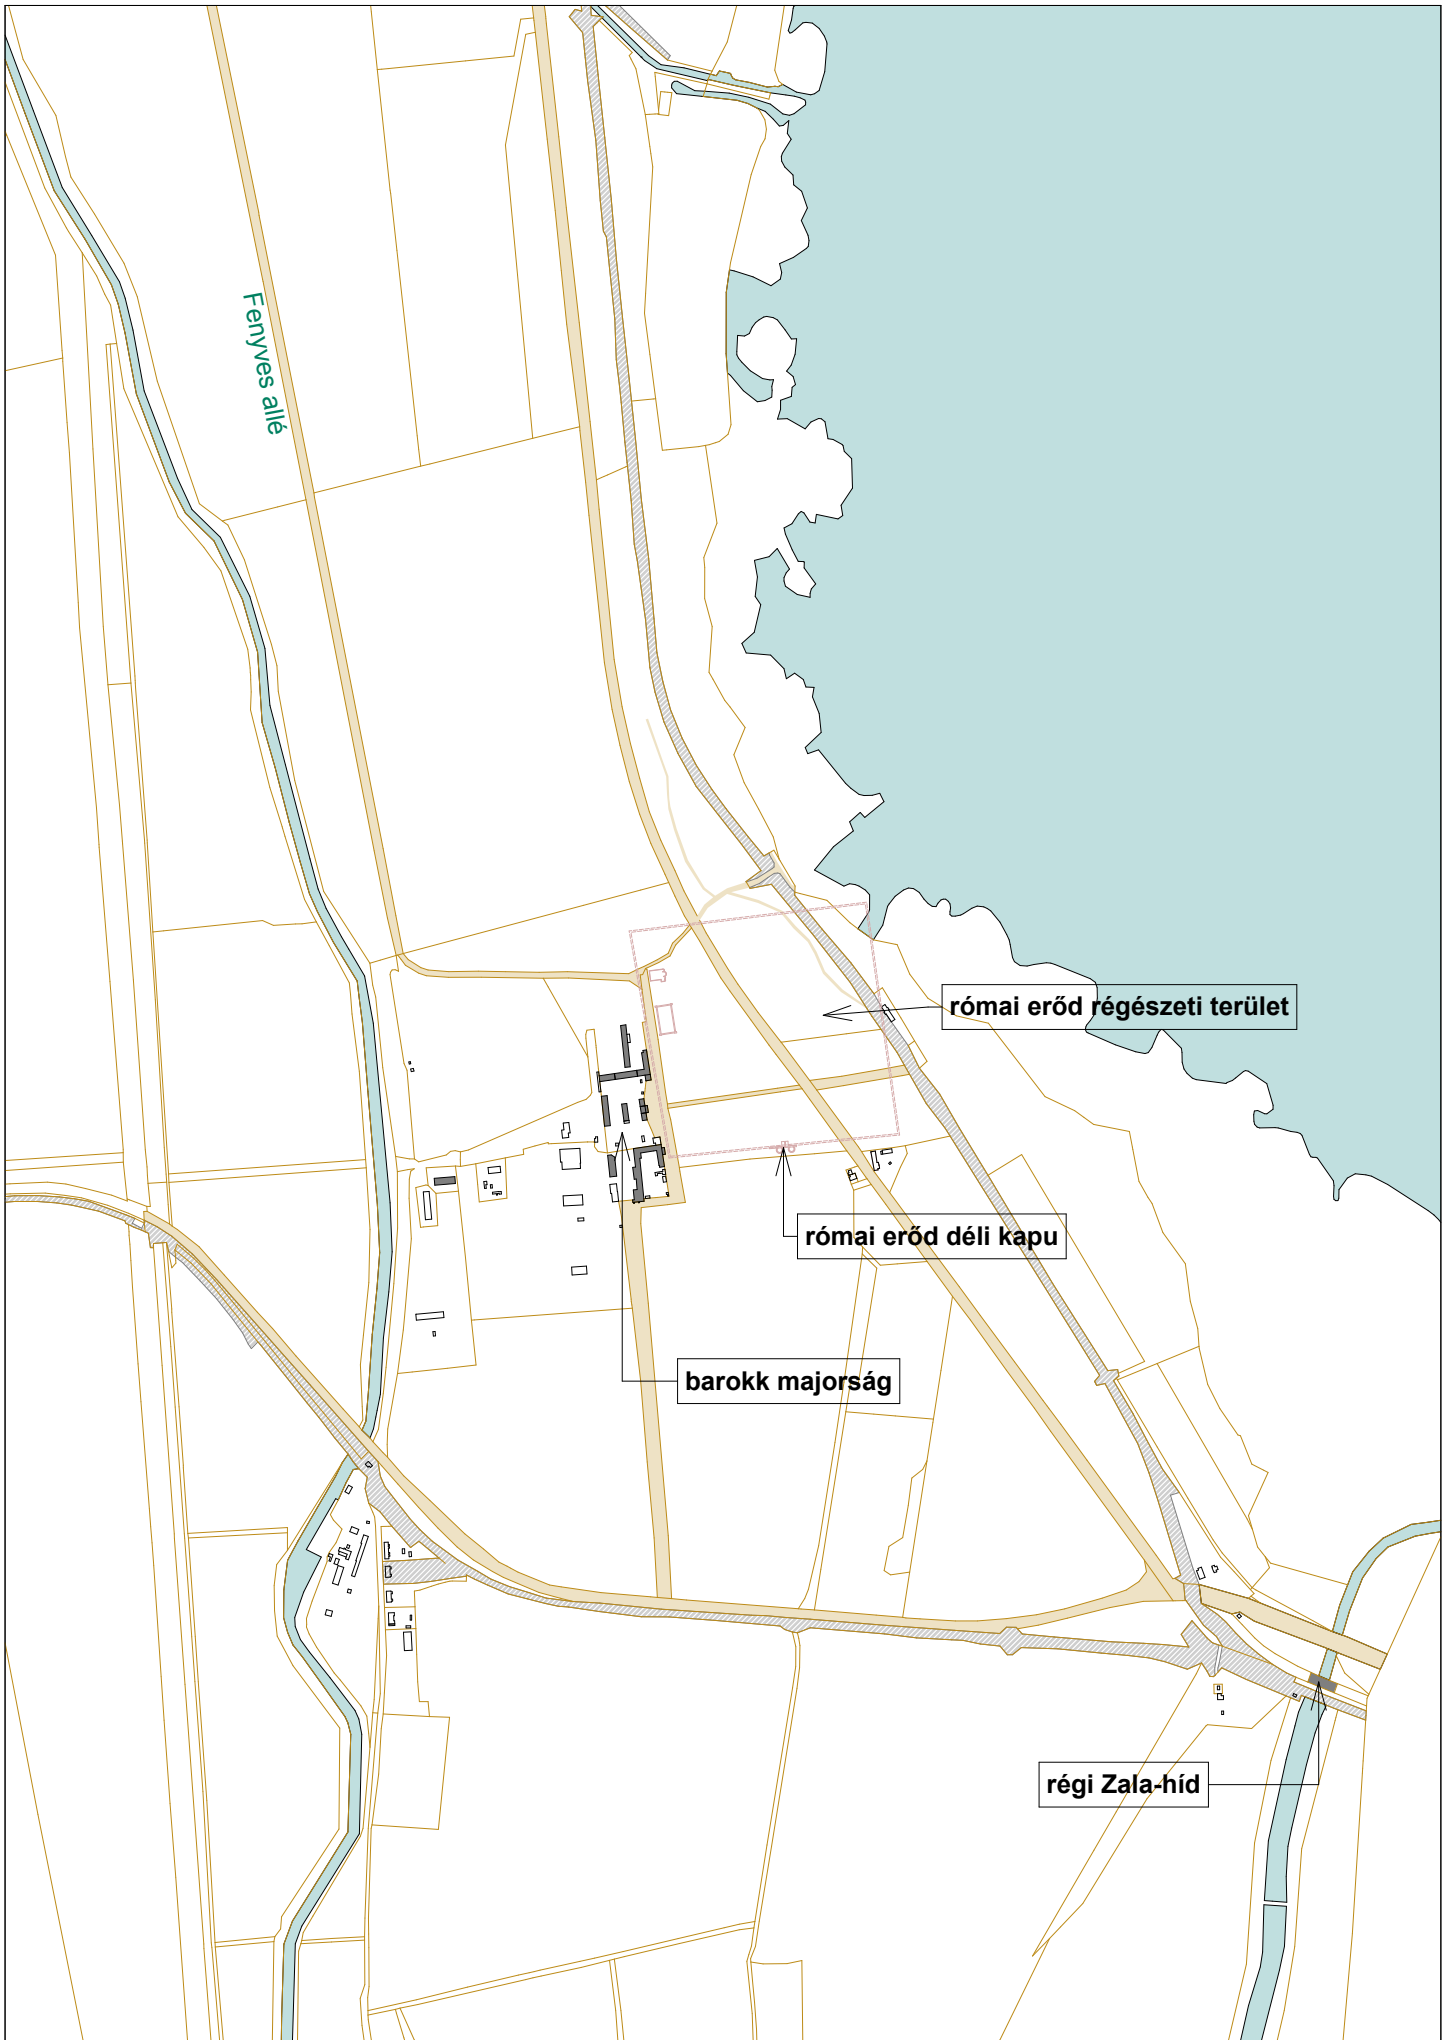 Fenyves allé
római erőd régészeti terület
római erőd déli kapu
barokk majorság
régi Zala-híd